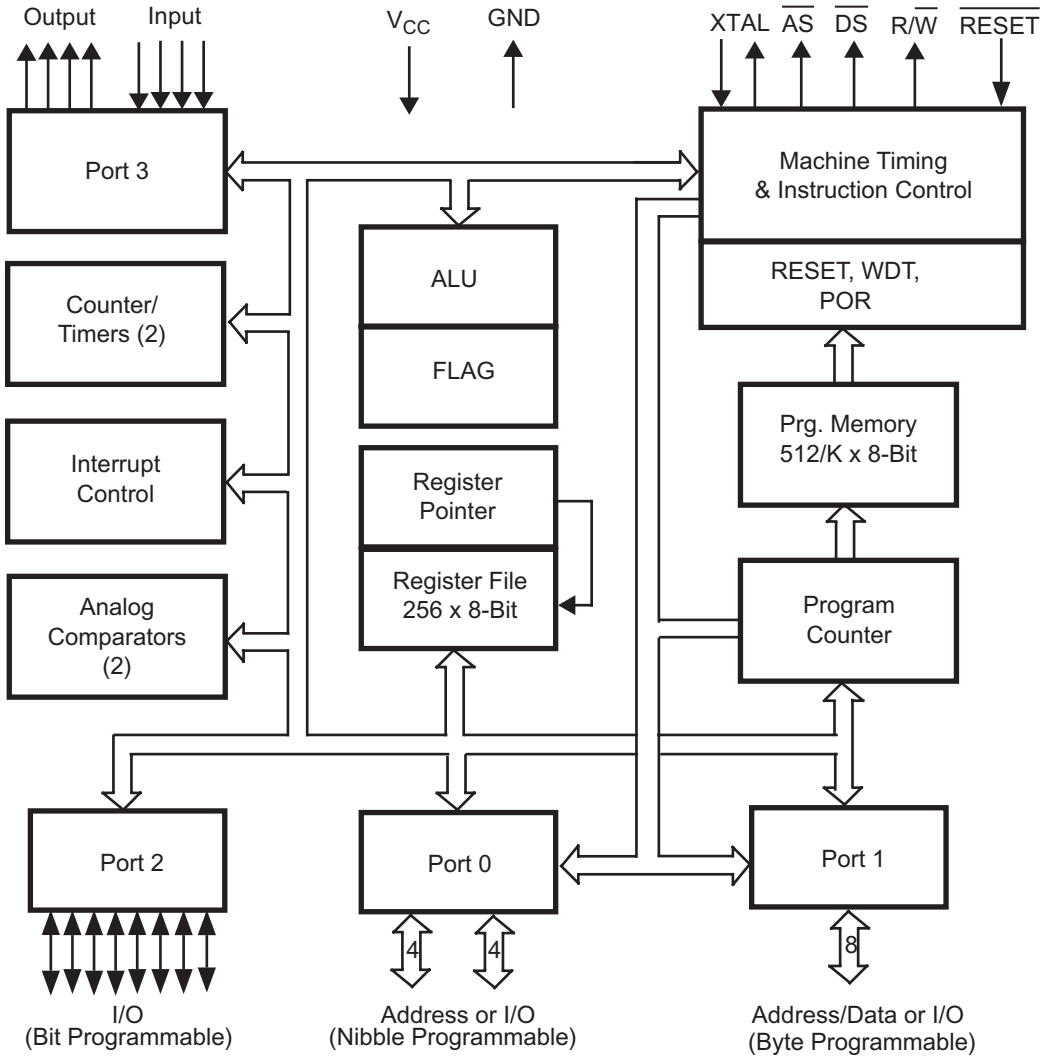 Output
Input
VCC
GND
XTAL
A̅S̅
D̅S̅
R/W̅
R̅E̅S̅E̅T̅
Port 3
Machine Timing
& Instruction Control
RESET, WDT,
POR
ALU
FLAG
Counter/
Timers (2)
Prg. Memory
512/K x 8-Bit
Interrupt
Control
Register
Pointer
Register File
256 x 8-Bit
Analog
Comparators
(2)
Program
Counter
Port 2
Port 0
Port 1
4
4
8
I/O
(Bit Programmable)
Address or I/O
(Nibble Programmable)
Address/Data or I/O
(Byte Programmable)